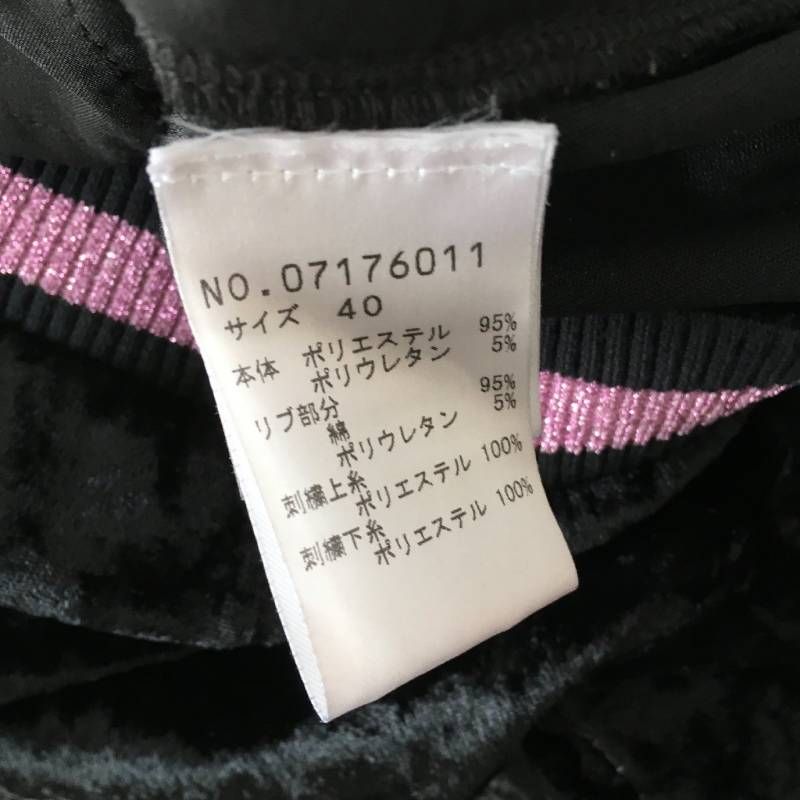 NO.07176011
サイズ 40
本体 ポリエステル 95%
ポリウレタン 5%
リブ部分
綿 95%
ポリウレタン 5%
刺繍上糸
ポリエステル 100%
刺繍下糸
ポリエステル 100%